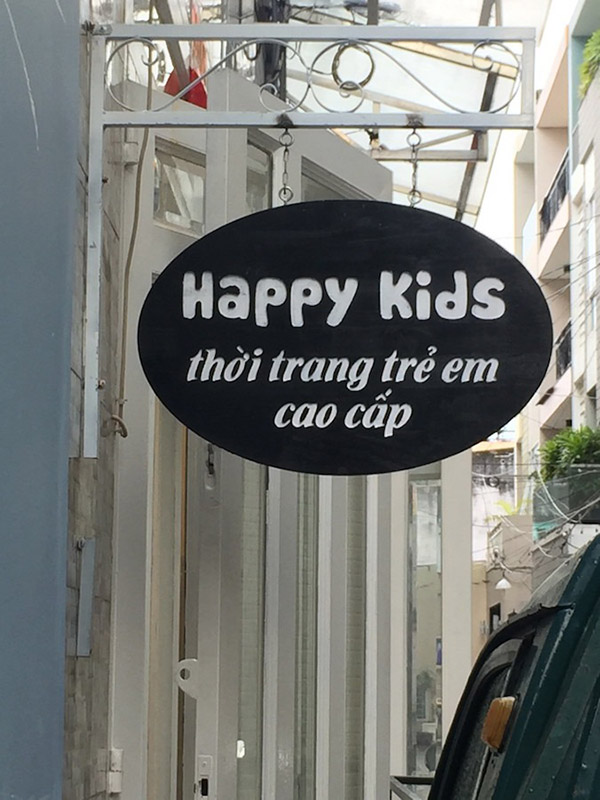 Happy Kids
thời trang trẻ em
cao cấp